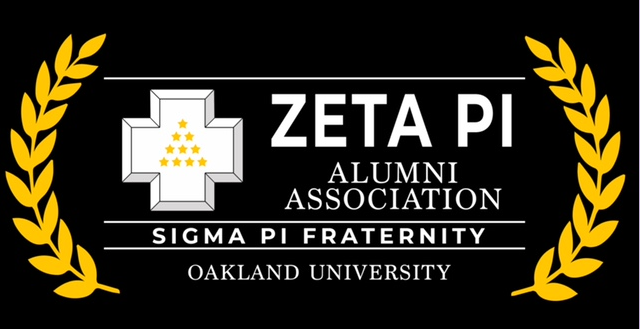 ZETA PI
ALUMNI
ASSOCIATION
SIGMA PI FRATERNITY
OAKLAND UNIVERSITY